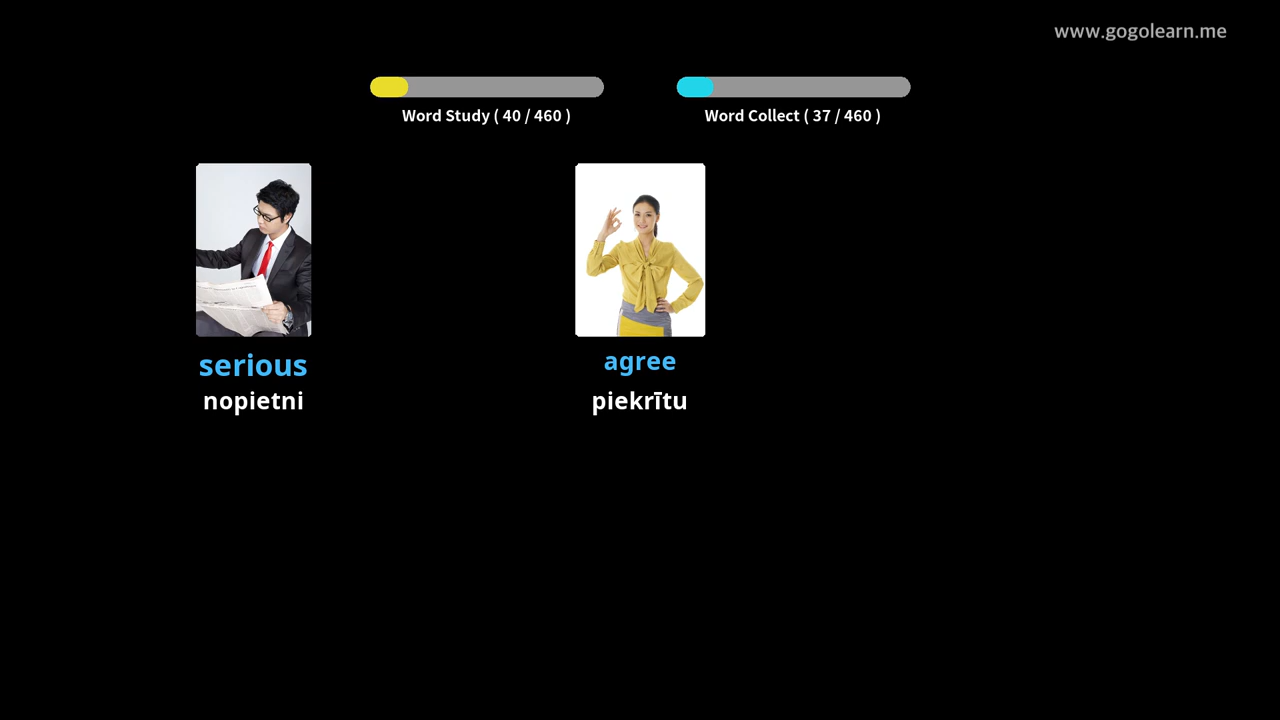 www.gogolearn.me
Word Study ( 40 / 460 )
Word Collect ( 37 / 460 )
serious
nopietni
agree
piekrītu